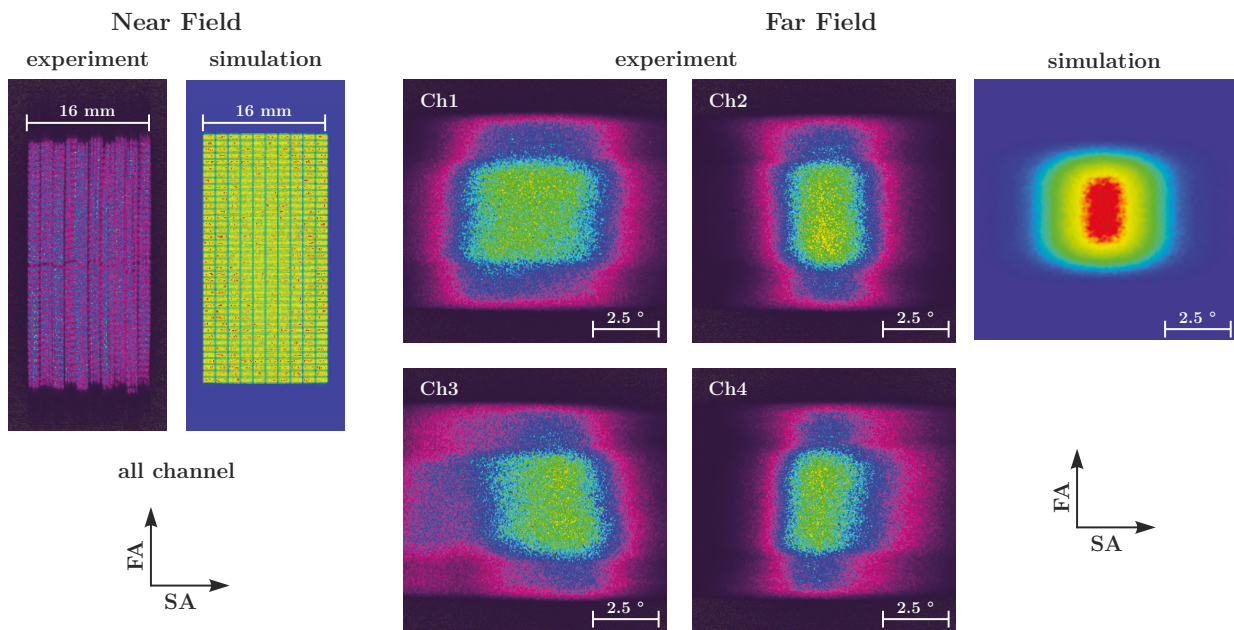 Near Field
Far Field
experiment
simulation
experiment
simulation
16 mm
16 mm
Ch1
Ch2
2.5 °
2.5 °
2.5 °
Ch3
Ch4
2.5 °
2.5 °
all channel
FA
SA
FA
SA